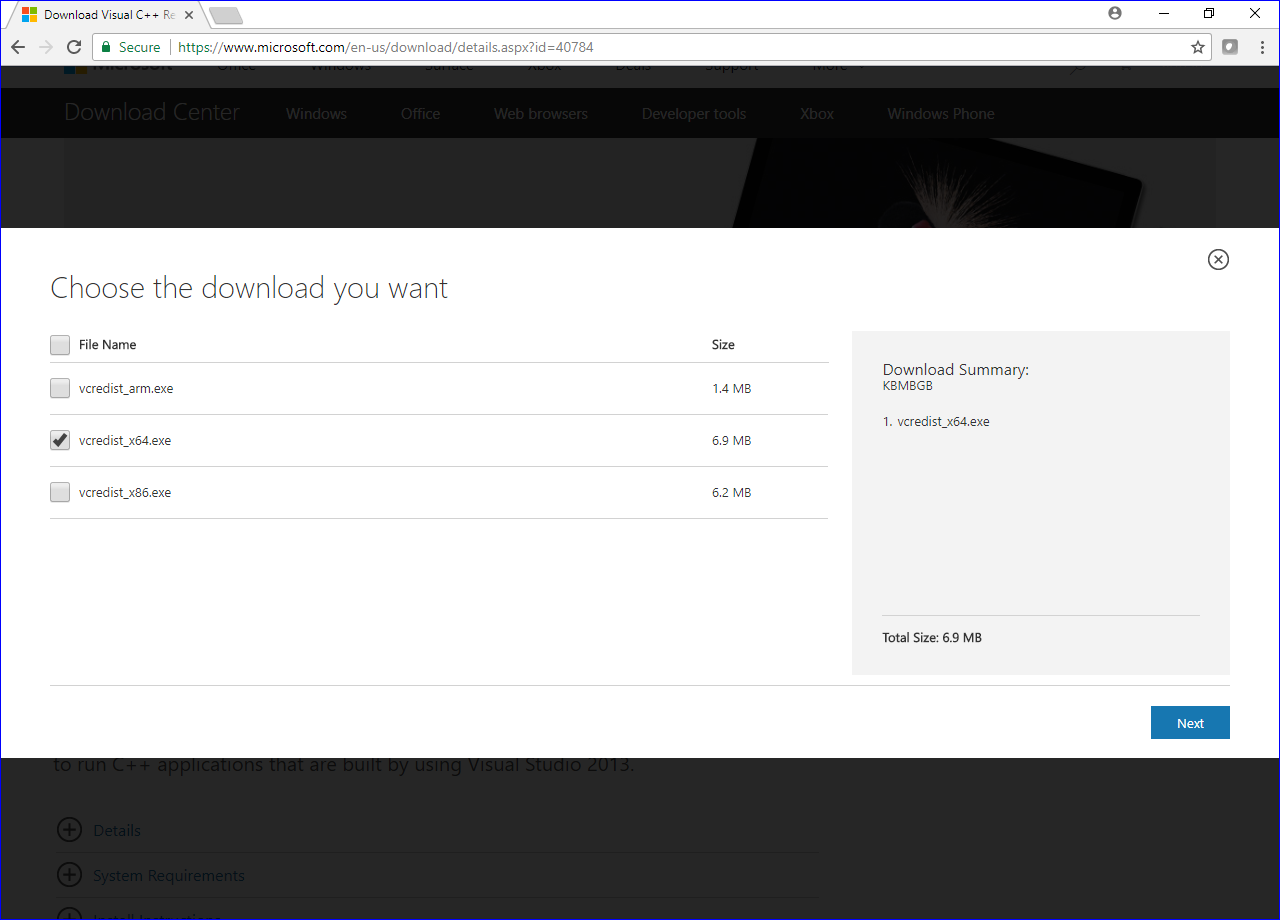 Download Visual C++ Re
Secure https://www.microsoft.com/en-us/download/details.aspx?id=40784
Microsoft Office Windows Surface Xbox Deals Support More
Download Center Windows Office Web browsers Developer tools Xbox Windows Phone
Choose the download you want
File Name Size
vcredist_arm.exe 1.4 MB
vcredist_x64.exe 6.9 MB
vcredist_x86.exe 6.2 MB
Download Summary:
KBMBGB
1. vcredist_x64.exe
Total Size: 6.9 MB
Next
to run C++ applications that are built by using Visual Studio 2013.
Details
System Requirements
Install Instructions